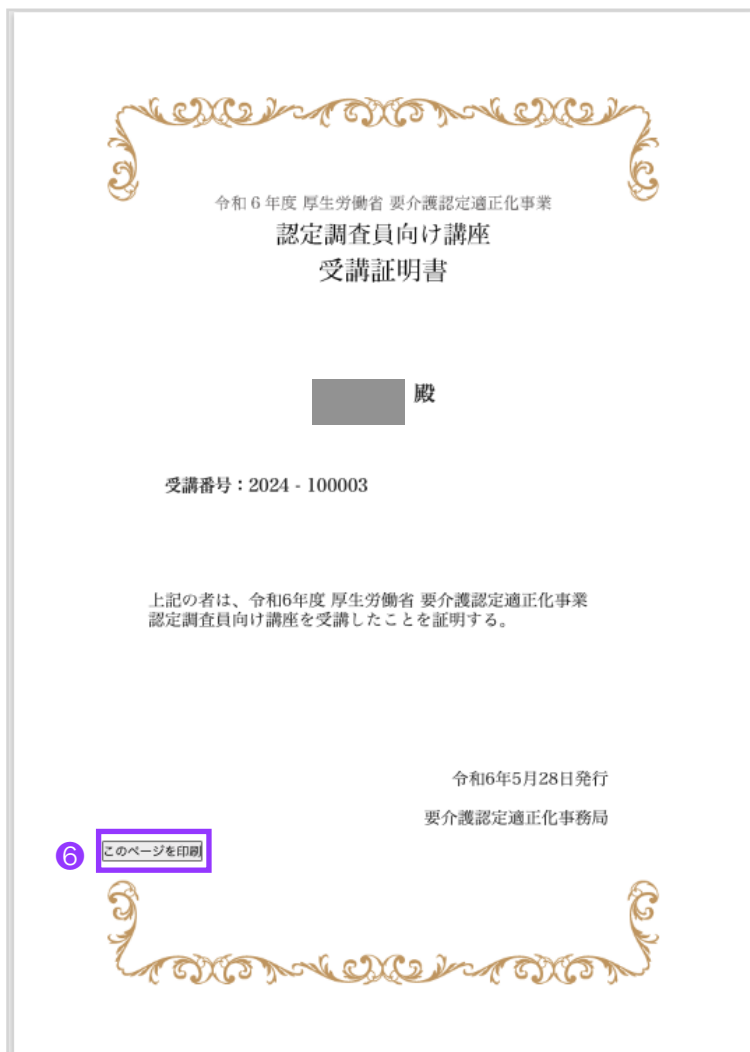 令和6年度 厚生労働省 要介護認定適正化事業
認定調査員向け講座
受講証明書
殿
受講番号：2024 - 100003
上記の者は、令和6年度 厚生労働省 要介護認定適正化事業
認定調査員向け講座を受講したことを証明する。
令和6年5月28日発行
要介護認定適正化事務局
❻ このページを印刷